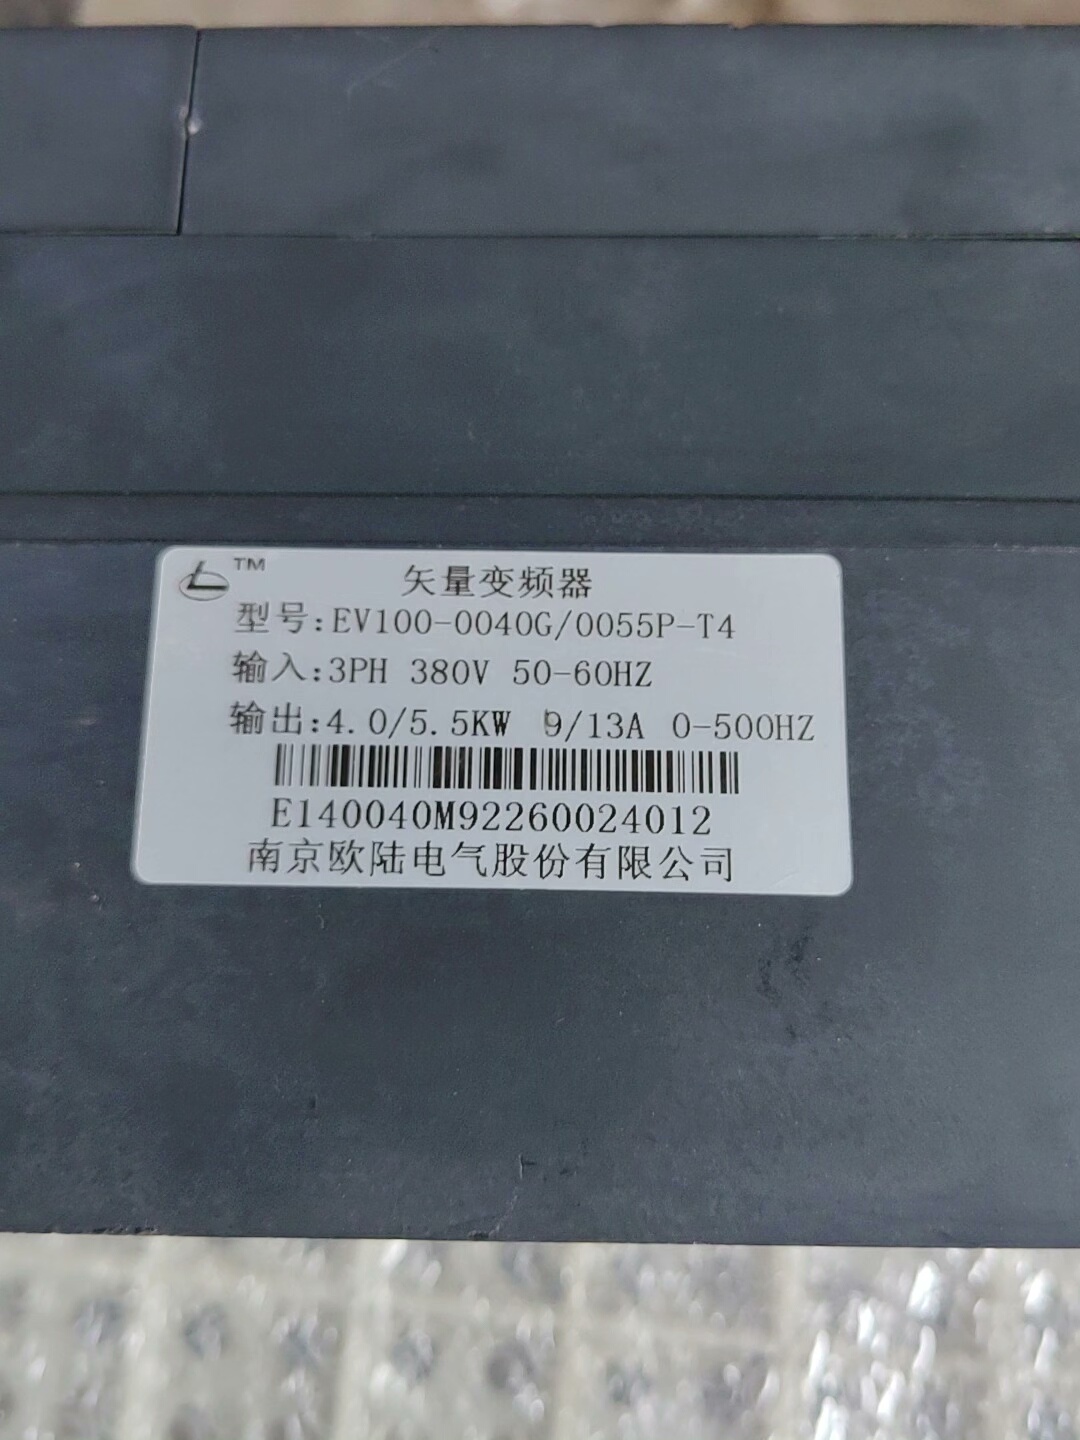 TM
矢量变频器
型号:EV100-0040G/0055P-T4
输入:3PH 380V 50-60HZ
输出:4.0/5.5KW 9/13A 0-500HZ
E140040M92260024012
南京欧陆电气股份有限公司